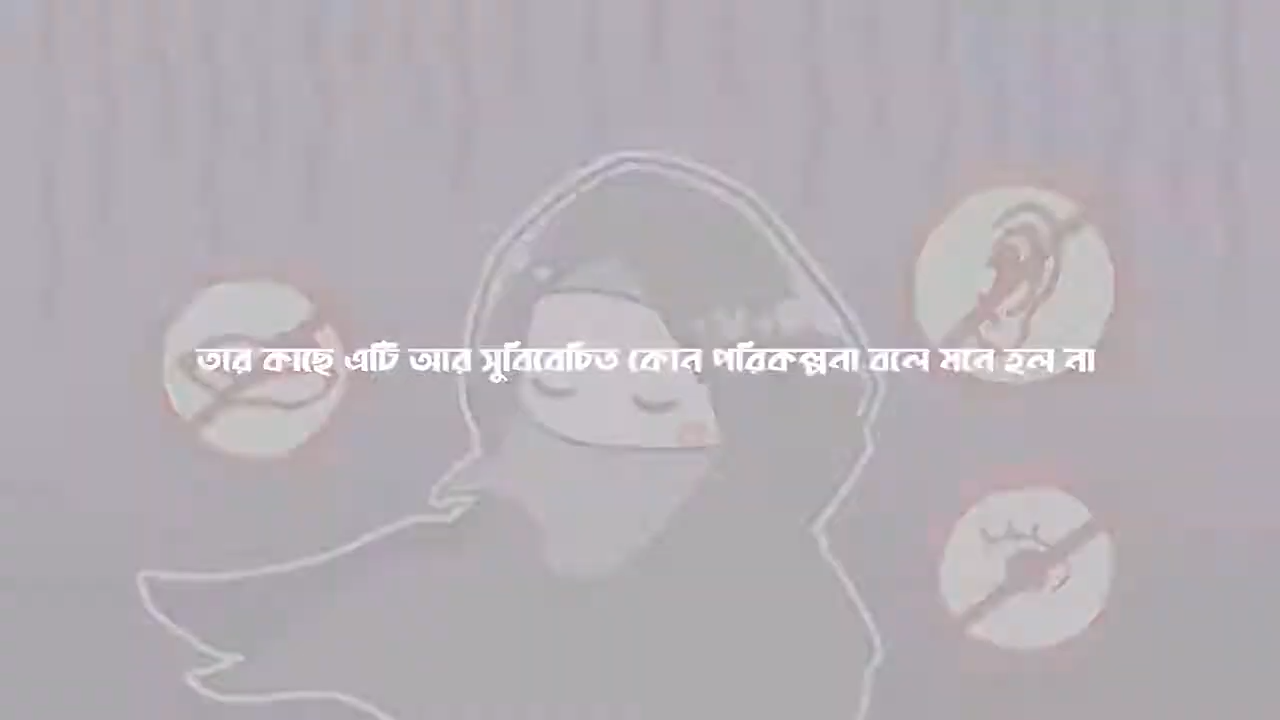 তার কাছে এটি আর সুবিবেচিত কোন পরিকল্পনা বলে মনে হল না